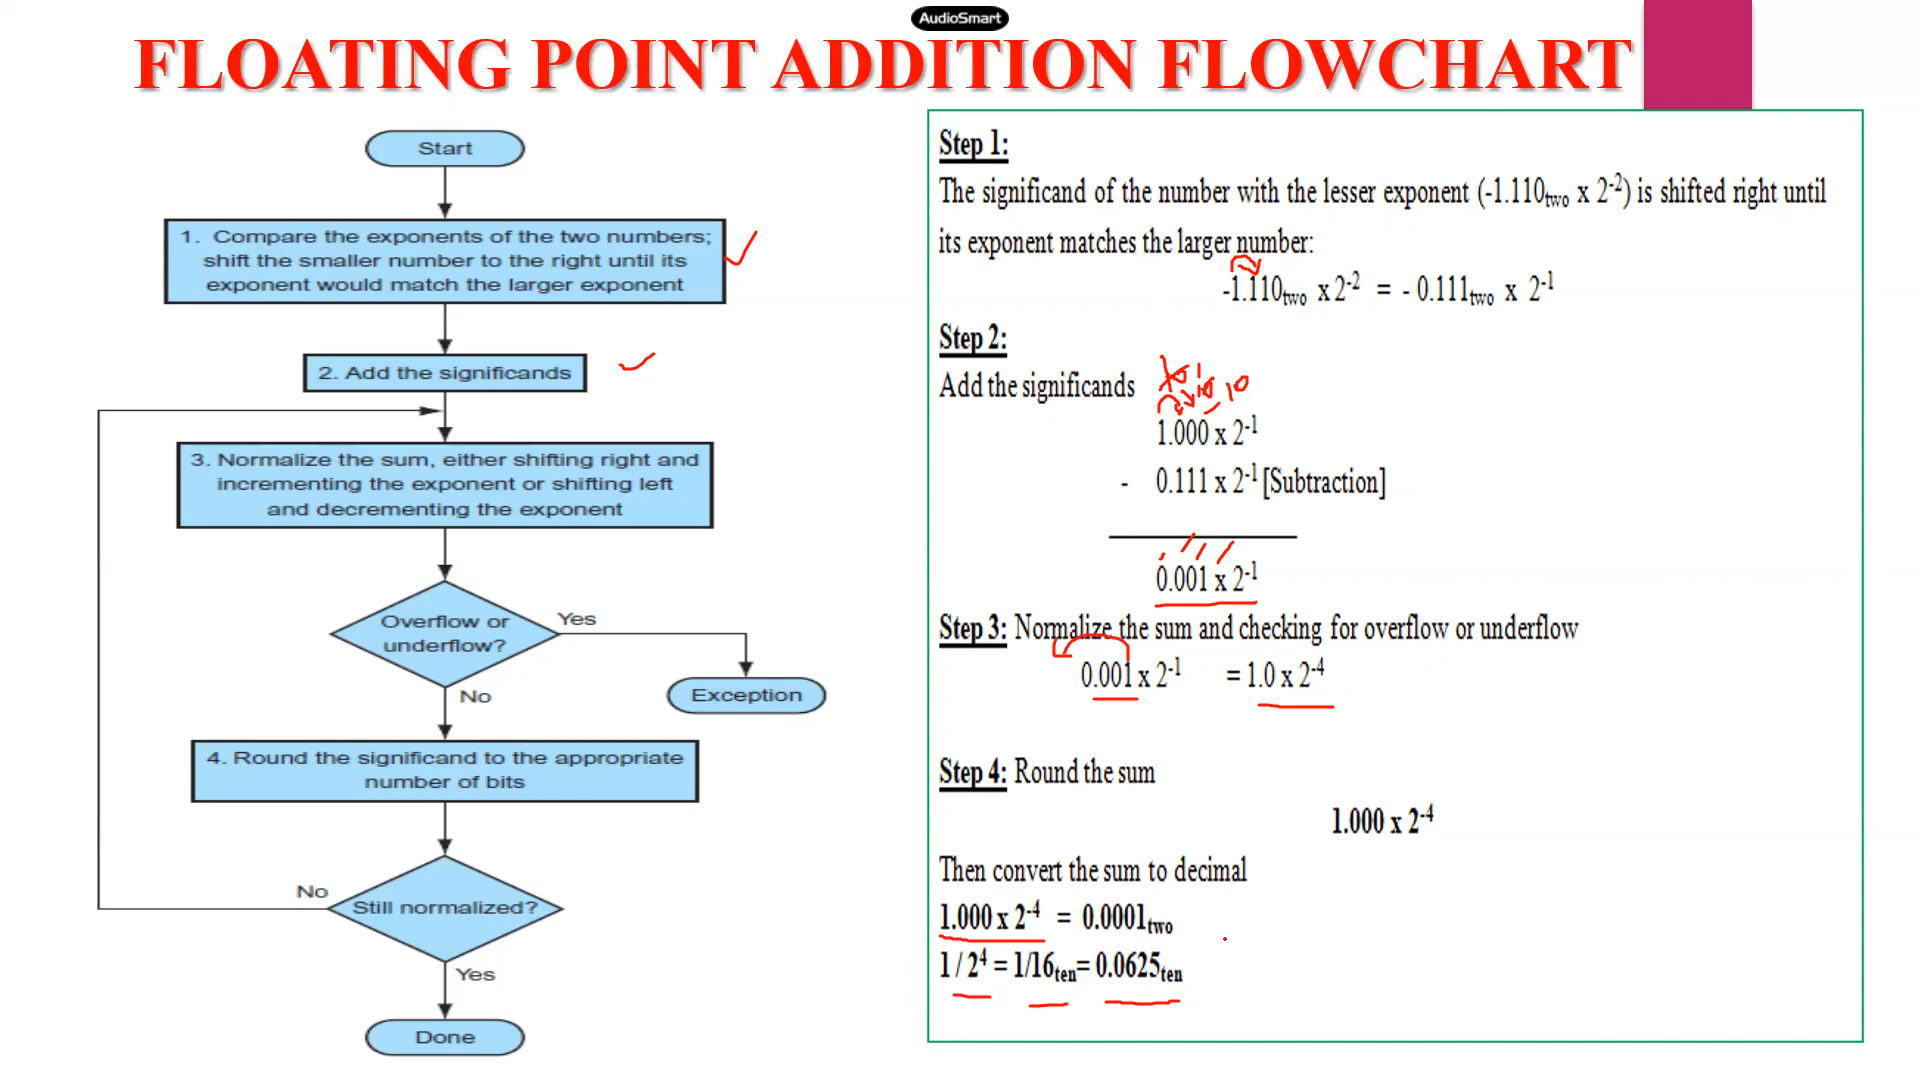 AudioSmart
FLOATING POINT ADDITION FLOWCHART
Start
1. Compare the exponents of the two numbers;
shift the smaller number to the right until its
exponent would match the larger exponent
2. Add the significands
3. Normalize the sum, either shifting right and
incrementing the exponent or shifting left
and decrementing the exponent
Overflow or
underflow?
Yes
Exception
No
4. Round the significand to the appropriate
number of bits
Still normalized?
No
Yes
Done
Step 1:
The significand of the number with the lesser exponent (-1.110two x 2-2) is shifted right until
its exponent matches the larger number:
-1.110two x 2-2 = - 0.111two x 2-1
Step 2:
Add the significands
10
1.000 x 2-1
- 0.111 x 2-1 [Subtraction]
0.001 x 2-1
Step 3: Normalize the sum and checking for overflow or underflow
0.001 x 2-1 = 1.0 x 2-4
Step 4: Round the sum
1.000 x 2-4
Then convert the sum to decimal
1.000 x 2-4 = 0.0001two
1 / 24 = 1/16ten= 0.0625ten